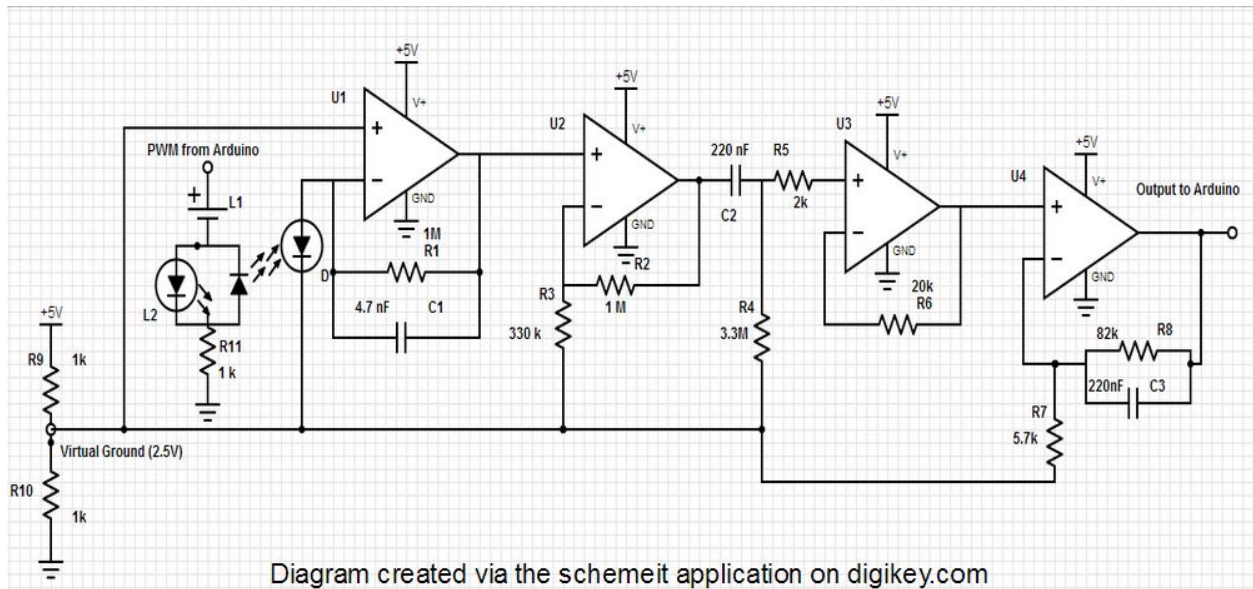 +5V
U1
V+
+5V
U2
V+
+5V
U3
V+
+5V
U4
V+
PWM from Arduino
220 nF
R5
Output to Arduino
+
L1
GND
2k
C2
GND
1M
R1
GND
GND
D
R2
20k
R6
L2
4.7 nF
C1
R3
1 M
R4
82k
R8
+5V
R11
330 k
3.3M
R9
1k
1 k
220nF
C3
R7
Virtual Ground (2.5V)
5.7k
R10
1k
Diagram created via the schemeit application on digikey.com